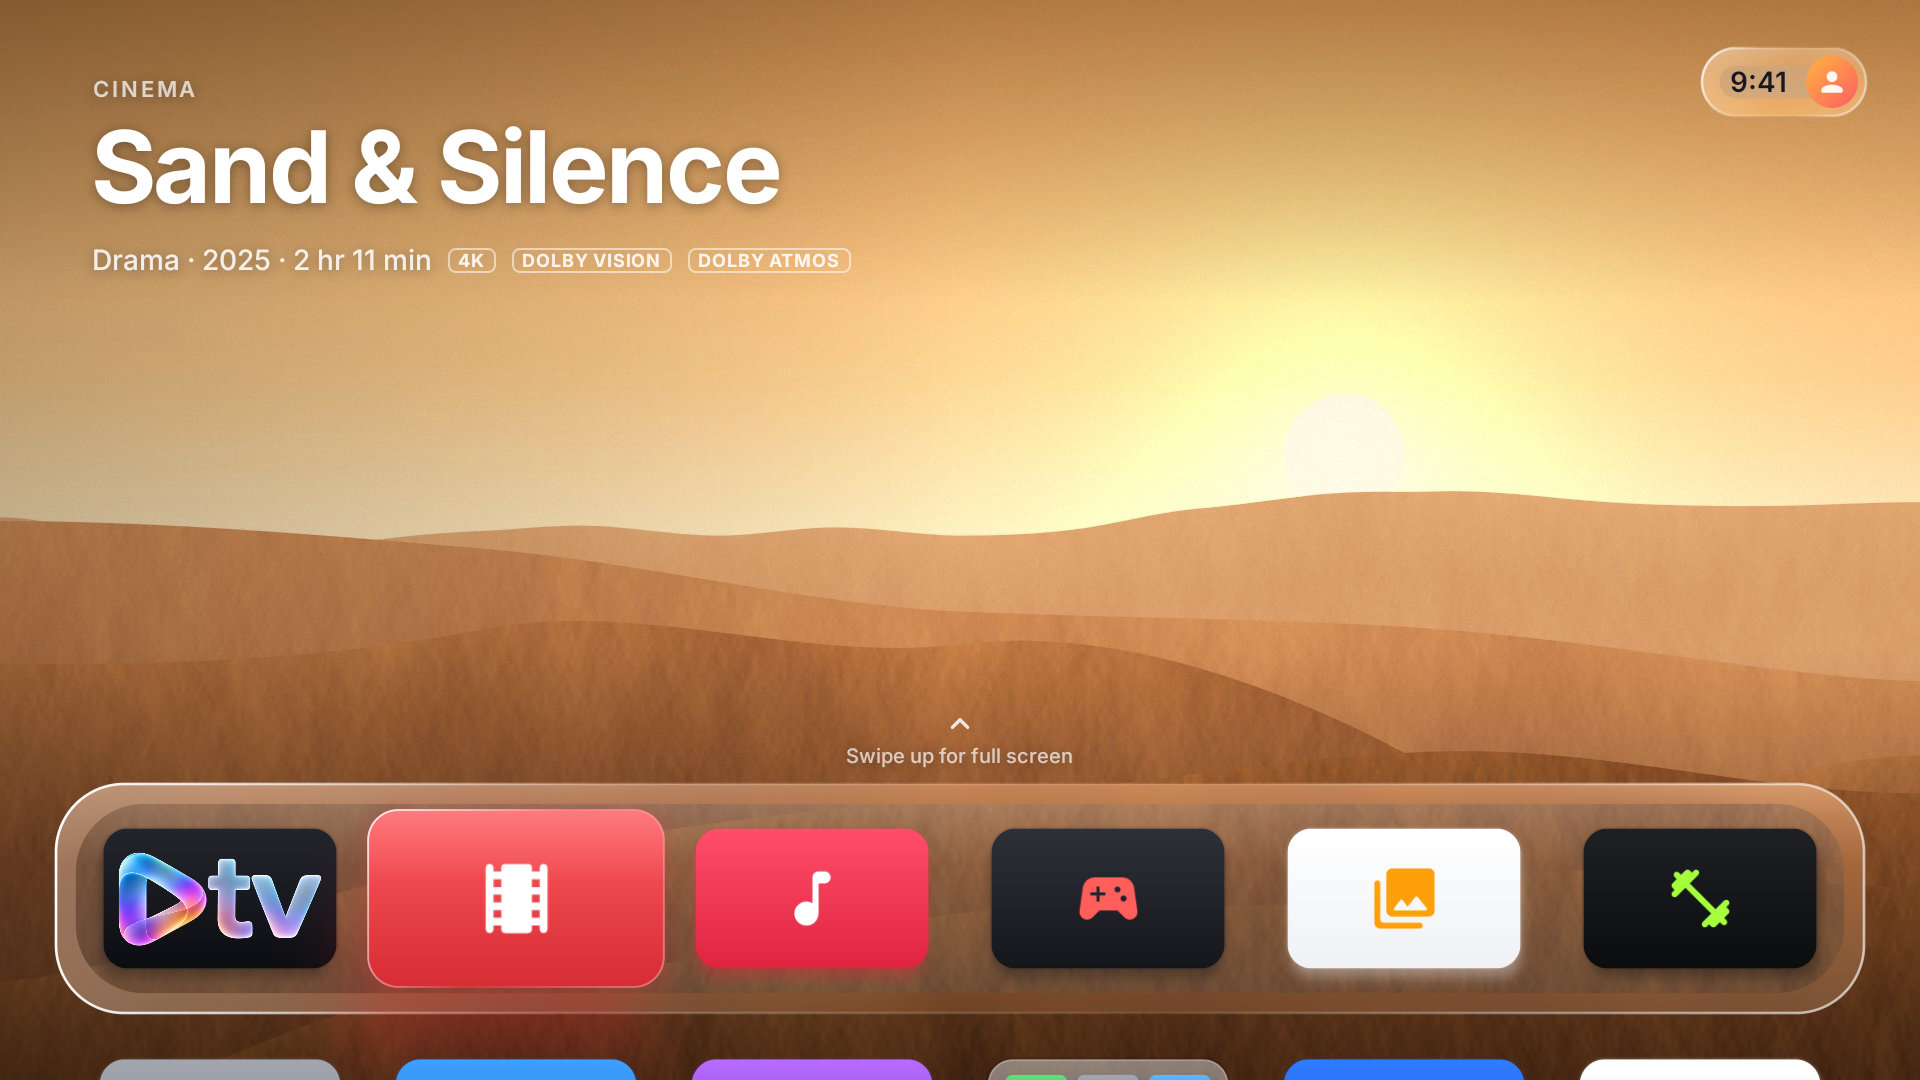 CINEMA
9:41
Sand & Silence
Drama · 2025 · 2 hr 11 min 4K DOLBY VISION DOLBY ATMOS
Swipe up for full screen
tv